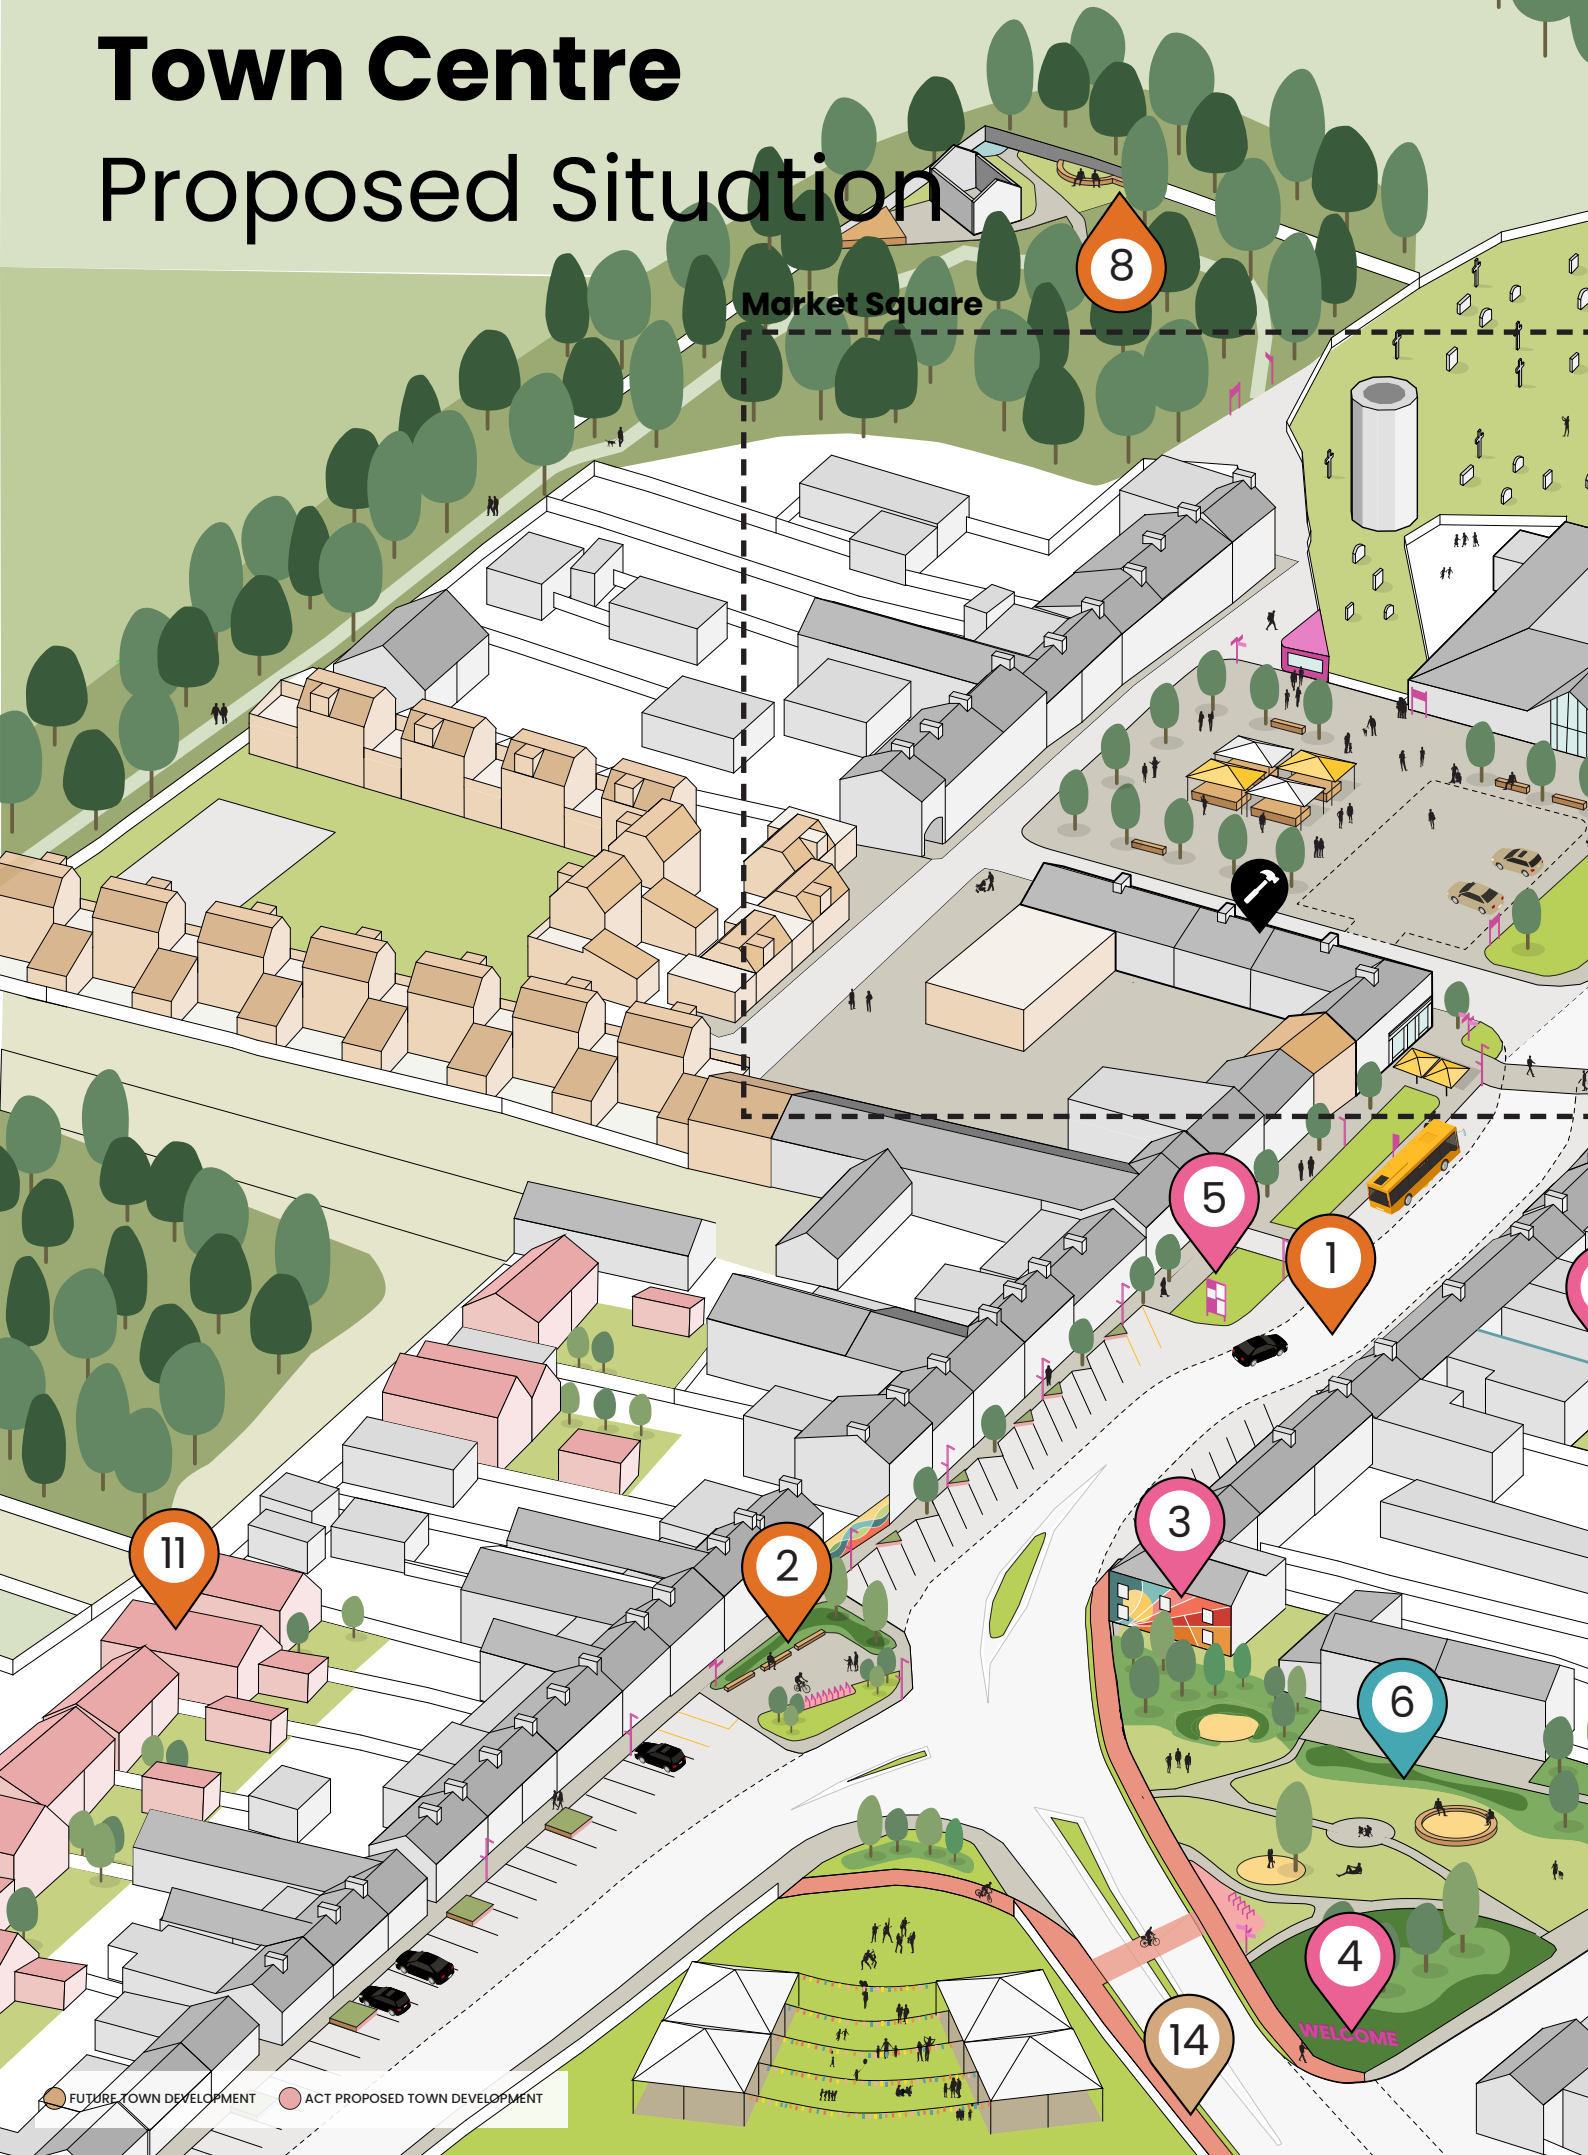 Town Centre
Proposed Situation
8
Market Square
5
1
3
11
2
6
4
WELCOME
14
FUTURE TOWN DEVELOPMENT
ACT PROPOSED TOWN DEVELOPMENT